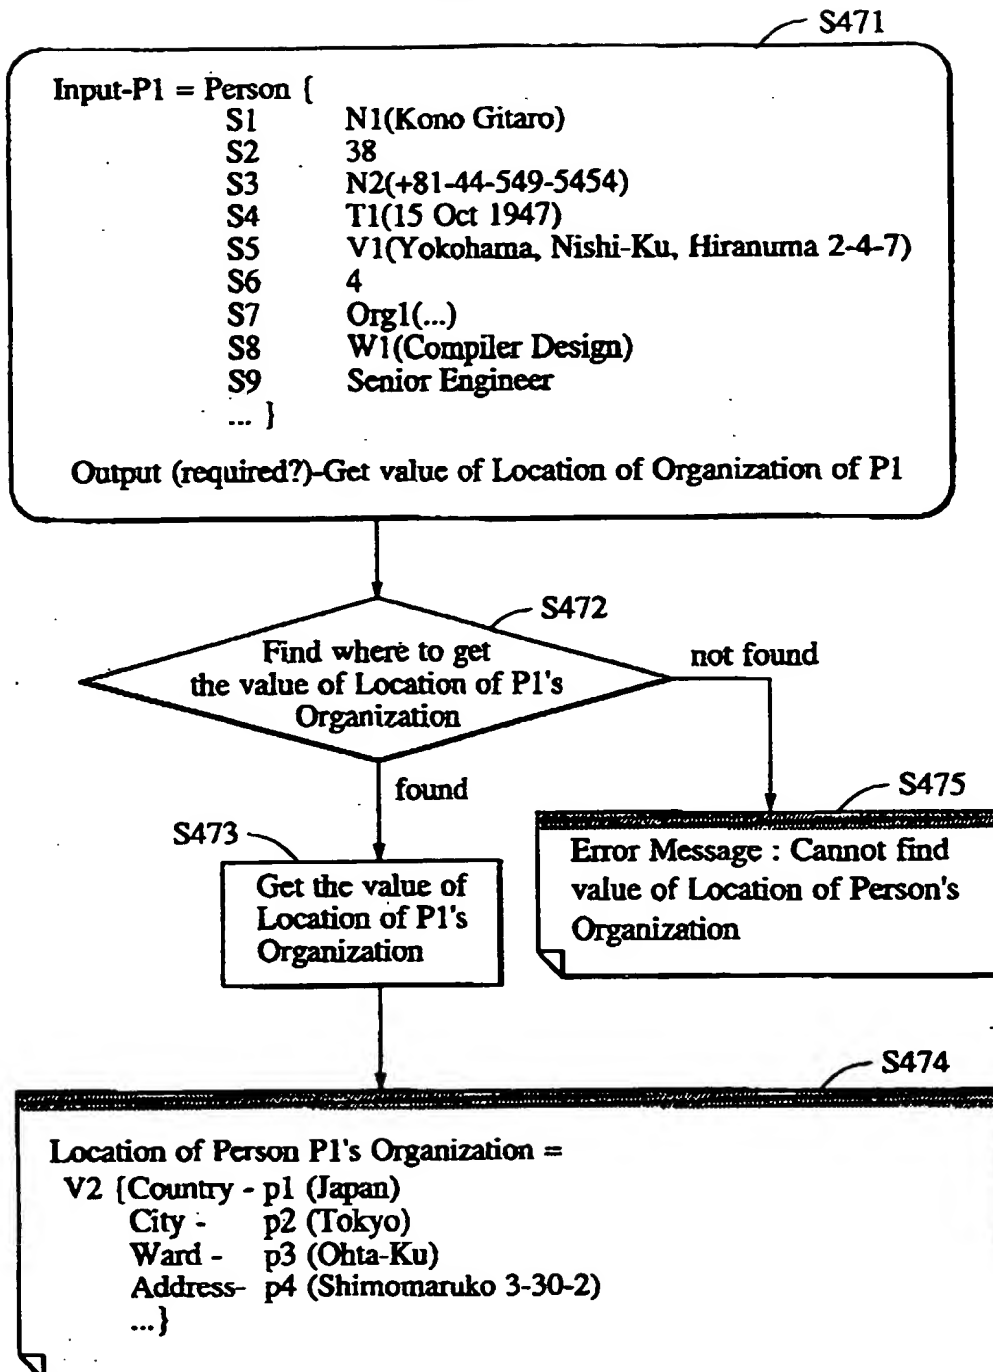 S471
Input-P1 = Person {
S1 N1(Kono Gitaro)
S2 38
S3 N2(+81-44-549-5454)
S4 T1(15 Oct 1947)
S5 V1(Yokohama, Nishi-Ku, Hiranuma 2-4-7)
S6 4
S7 Org1(...)
S8 W1(Compiler Design)
S9 Senior Engineer
... }
Output (required?)-Get value of Location of Organization of P1
S472
Find where to get
the value of Location of P1's
Organization
not found
found
S475
Error Message : Cannot find
value of Location of Person's
Organization
S473
Get the value of
Location of P1's
Organization
S474
Location of Person P1's Organization =
V2 {Country - p1 (Japan)
City - p2 (Tokyo)
Ward - p3 (Ohta-Ku)
Address- p4 (Shimomaruko 3-30-2)
...}